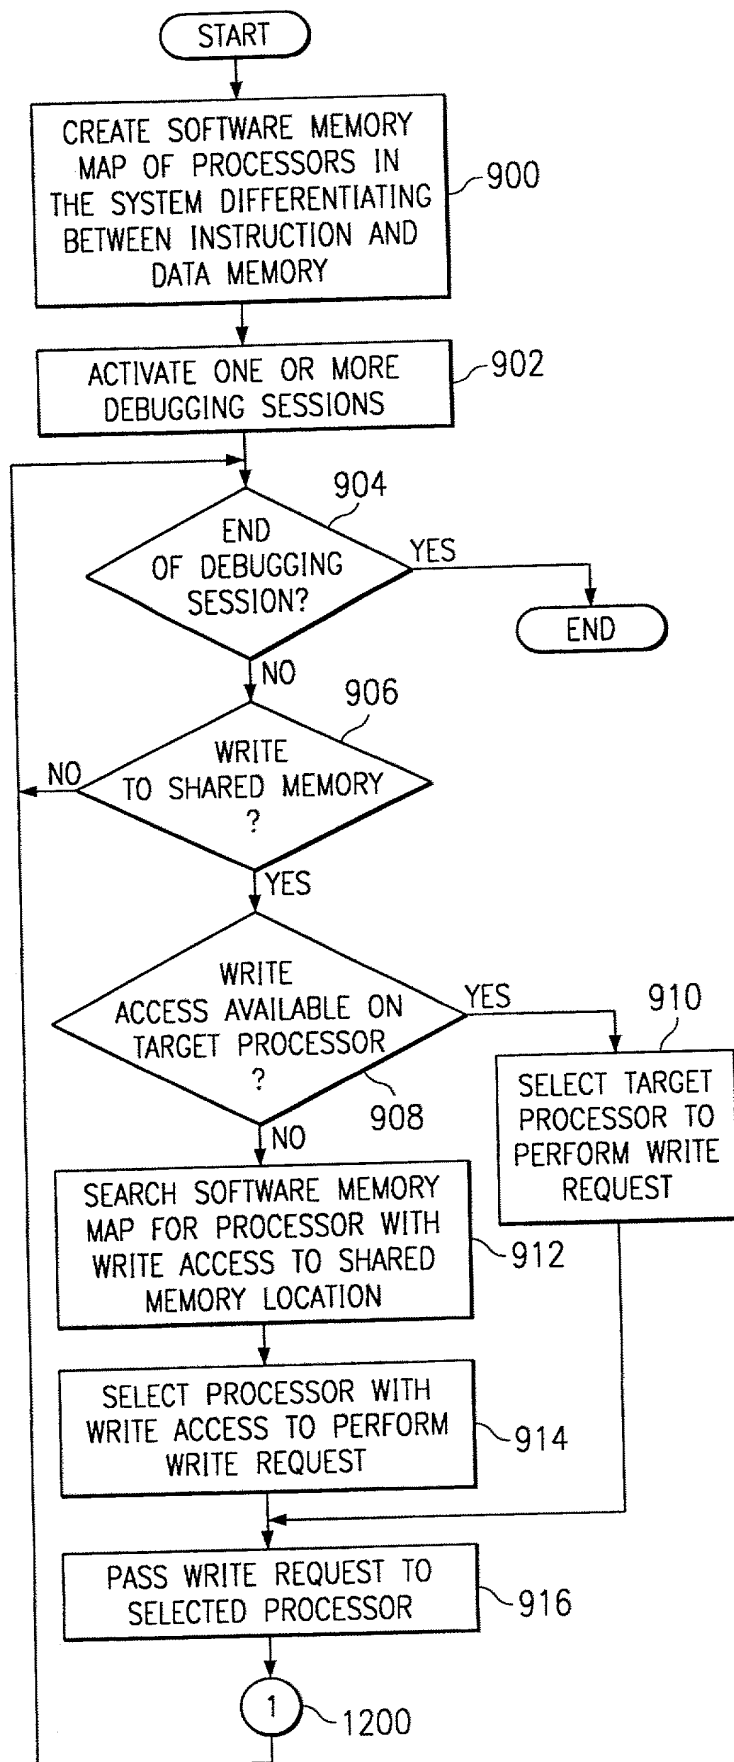 START
CREATE SOFTWARE MEMORY
MAP OF PROCESSORS IN
THE SYSTEM DIFFERENTIATING
BETWEEN INSTRUCTION AND
DATA MEMORY
900
ACTIVATE ONE OR MORE
DEBUGGING SESSIONS
902
904
END
OF DEBUGGING
SESSION?
YES
END
NO
906
WRITE
TO SHARED MEMORY
?
NO
YES
WRITE
ACCESS AVAILABLE ON
TARGET PROCESSOR
?
YES
908
910
SELECT TARGET
PROCESSOR TO
PERFORM WRITE
REQUEST
NO
SEARCH SOFTWARE MEMORY
MAP FOR PROCESSOR WITH
WRITE ACCESS TO SHARED
MEMORY LOCATION
912
SELECT PROCESSOR WITH
WRITE ACCESS TO PERFORM
WRITE REQUEST
914
PASS WRITE REQUEST TO
SELECTED PROCESSOR
916
1
1200